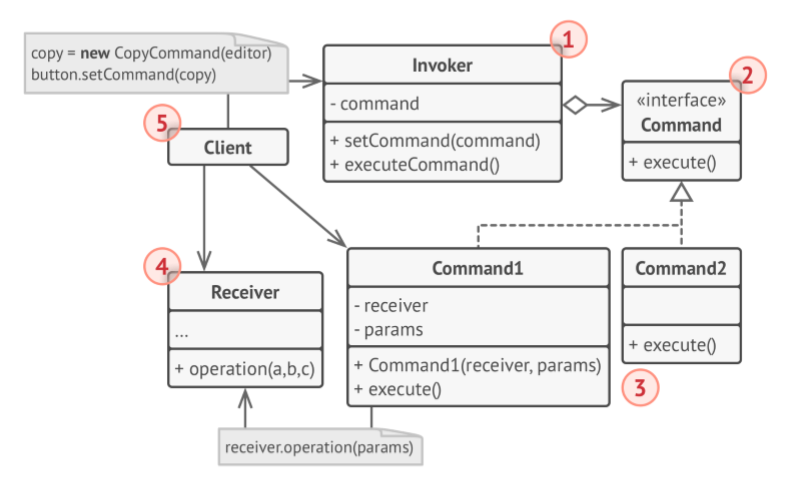 copy = new CopyCommand(editor)
button.setCommand(copy)
1
Invoker
- command
+ setCommand(command)
+ executeCommand()
2
«interface»
Command
+ execute()
5
Client
4
Receiver
...
+ operation(a,b,c)
Command1
- receiver
- params
+ Command1(receiver, params)
+ execute()
Command2
+ execute()
3
receiver.operation(params)